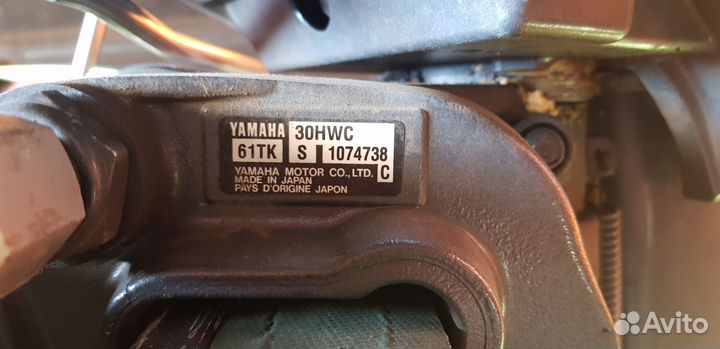 YAMAHA 30HWC
61TK S 1074738
YAMAHA MOTOR CO.,LTD. C
MADE IN JAPAN
PAYS D'ORIGINE JAPON
Avito